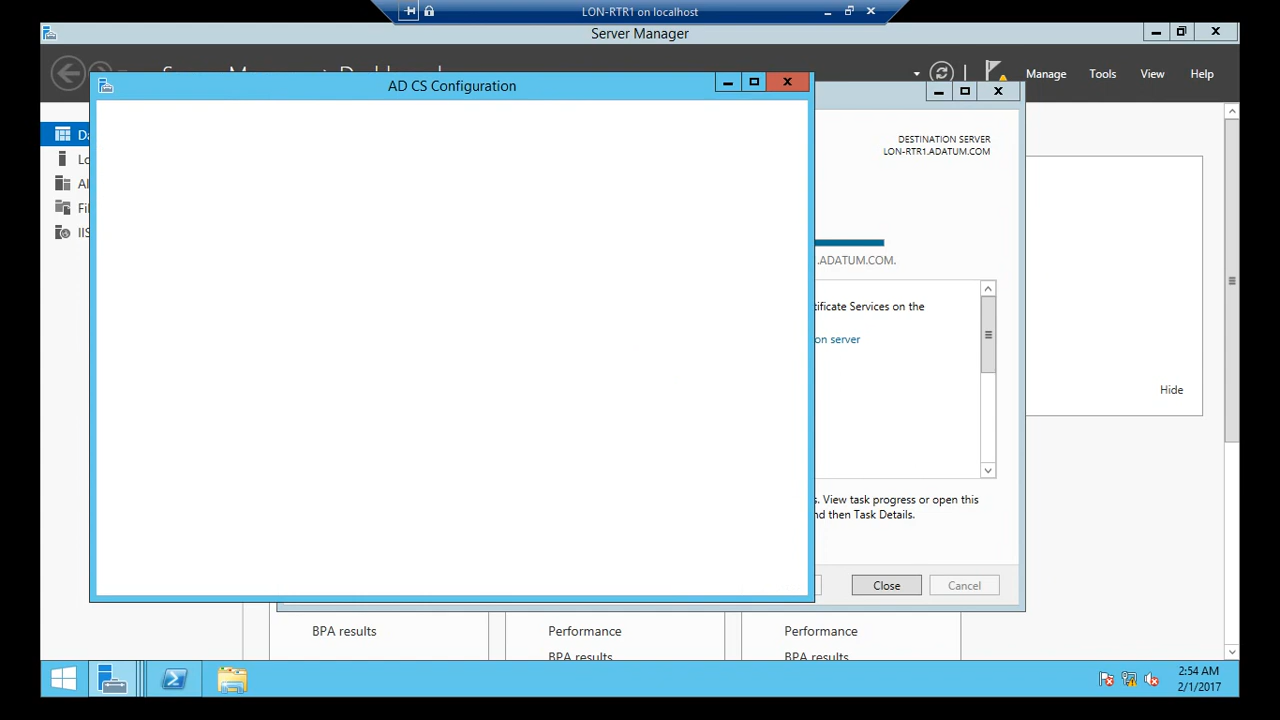 LON-RTR1 on localhost
Server Manager
Manage Tools View Help
AD CS Configuration
DESTINATION SERVER
LON-RTR1.ADATUM.COM
.ADATUM.COM.
tificate Services on the
on server
Hide
s. View task progress or open this
nd then Task Details.
Close Cancel
BPA results Performance Performance
BPA results BPA results
2:54 AM
2/1/2017